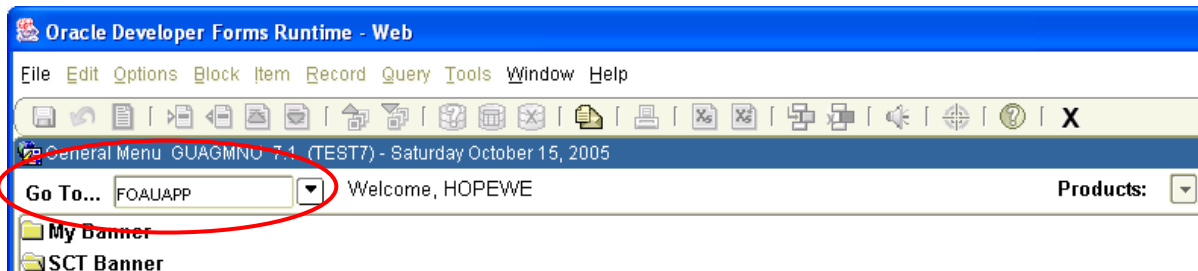 Oracle Developer Forms Runtime - Web
File Edit Options Block Item Record Query Tools Window Help
General Menu GUAGMNU 7.1 (TEST7) - Saturday October 15, 2005
Go To... FOAUAPP Welcome, HOPEWE Products:
My Banner
SCT Banner